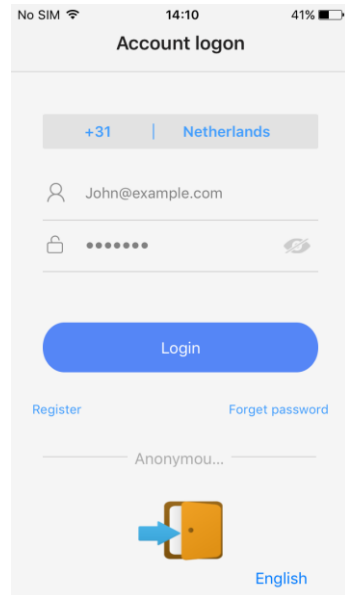 No SIM 14:10 41%
Account logon
+31 | Netherlands
John@example.com
•••••••
Login
Register Forget password
Anonymou...
English